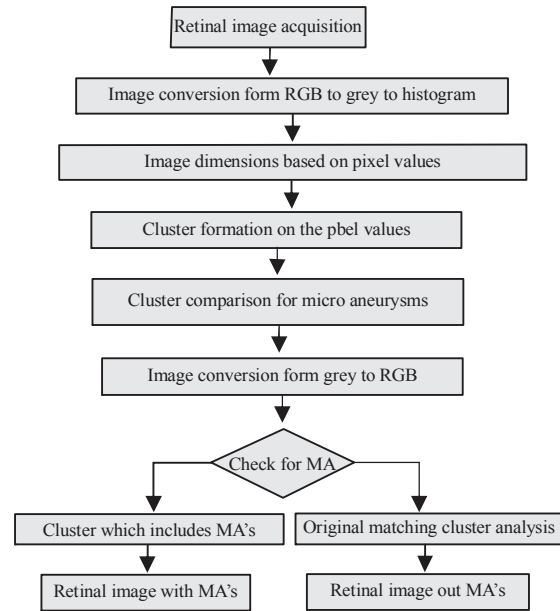 Retinal image acquisition
Image conversion form RGB to grey to histogram
Image dimensions based on pixel values
Cluster formation on the pbel values
Cluster comparison for micro aneurysms
Image conversion form grey to RGB
Check for MA
Cluster which includes MA's
Original matching cluster analysis
Retinal image with MA's
Retinal image out MA's